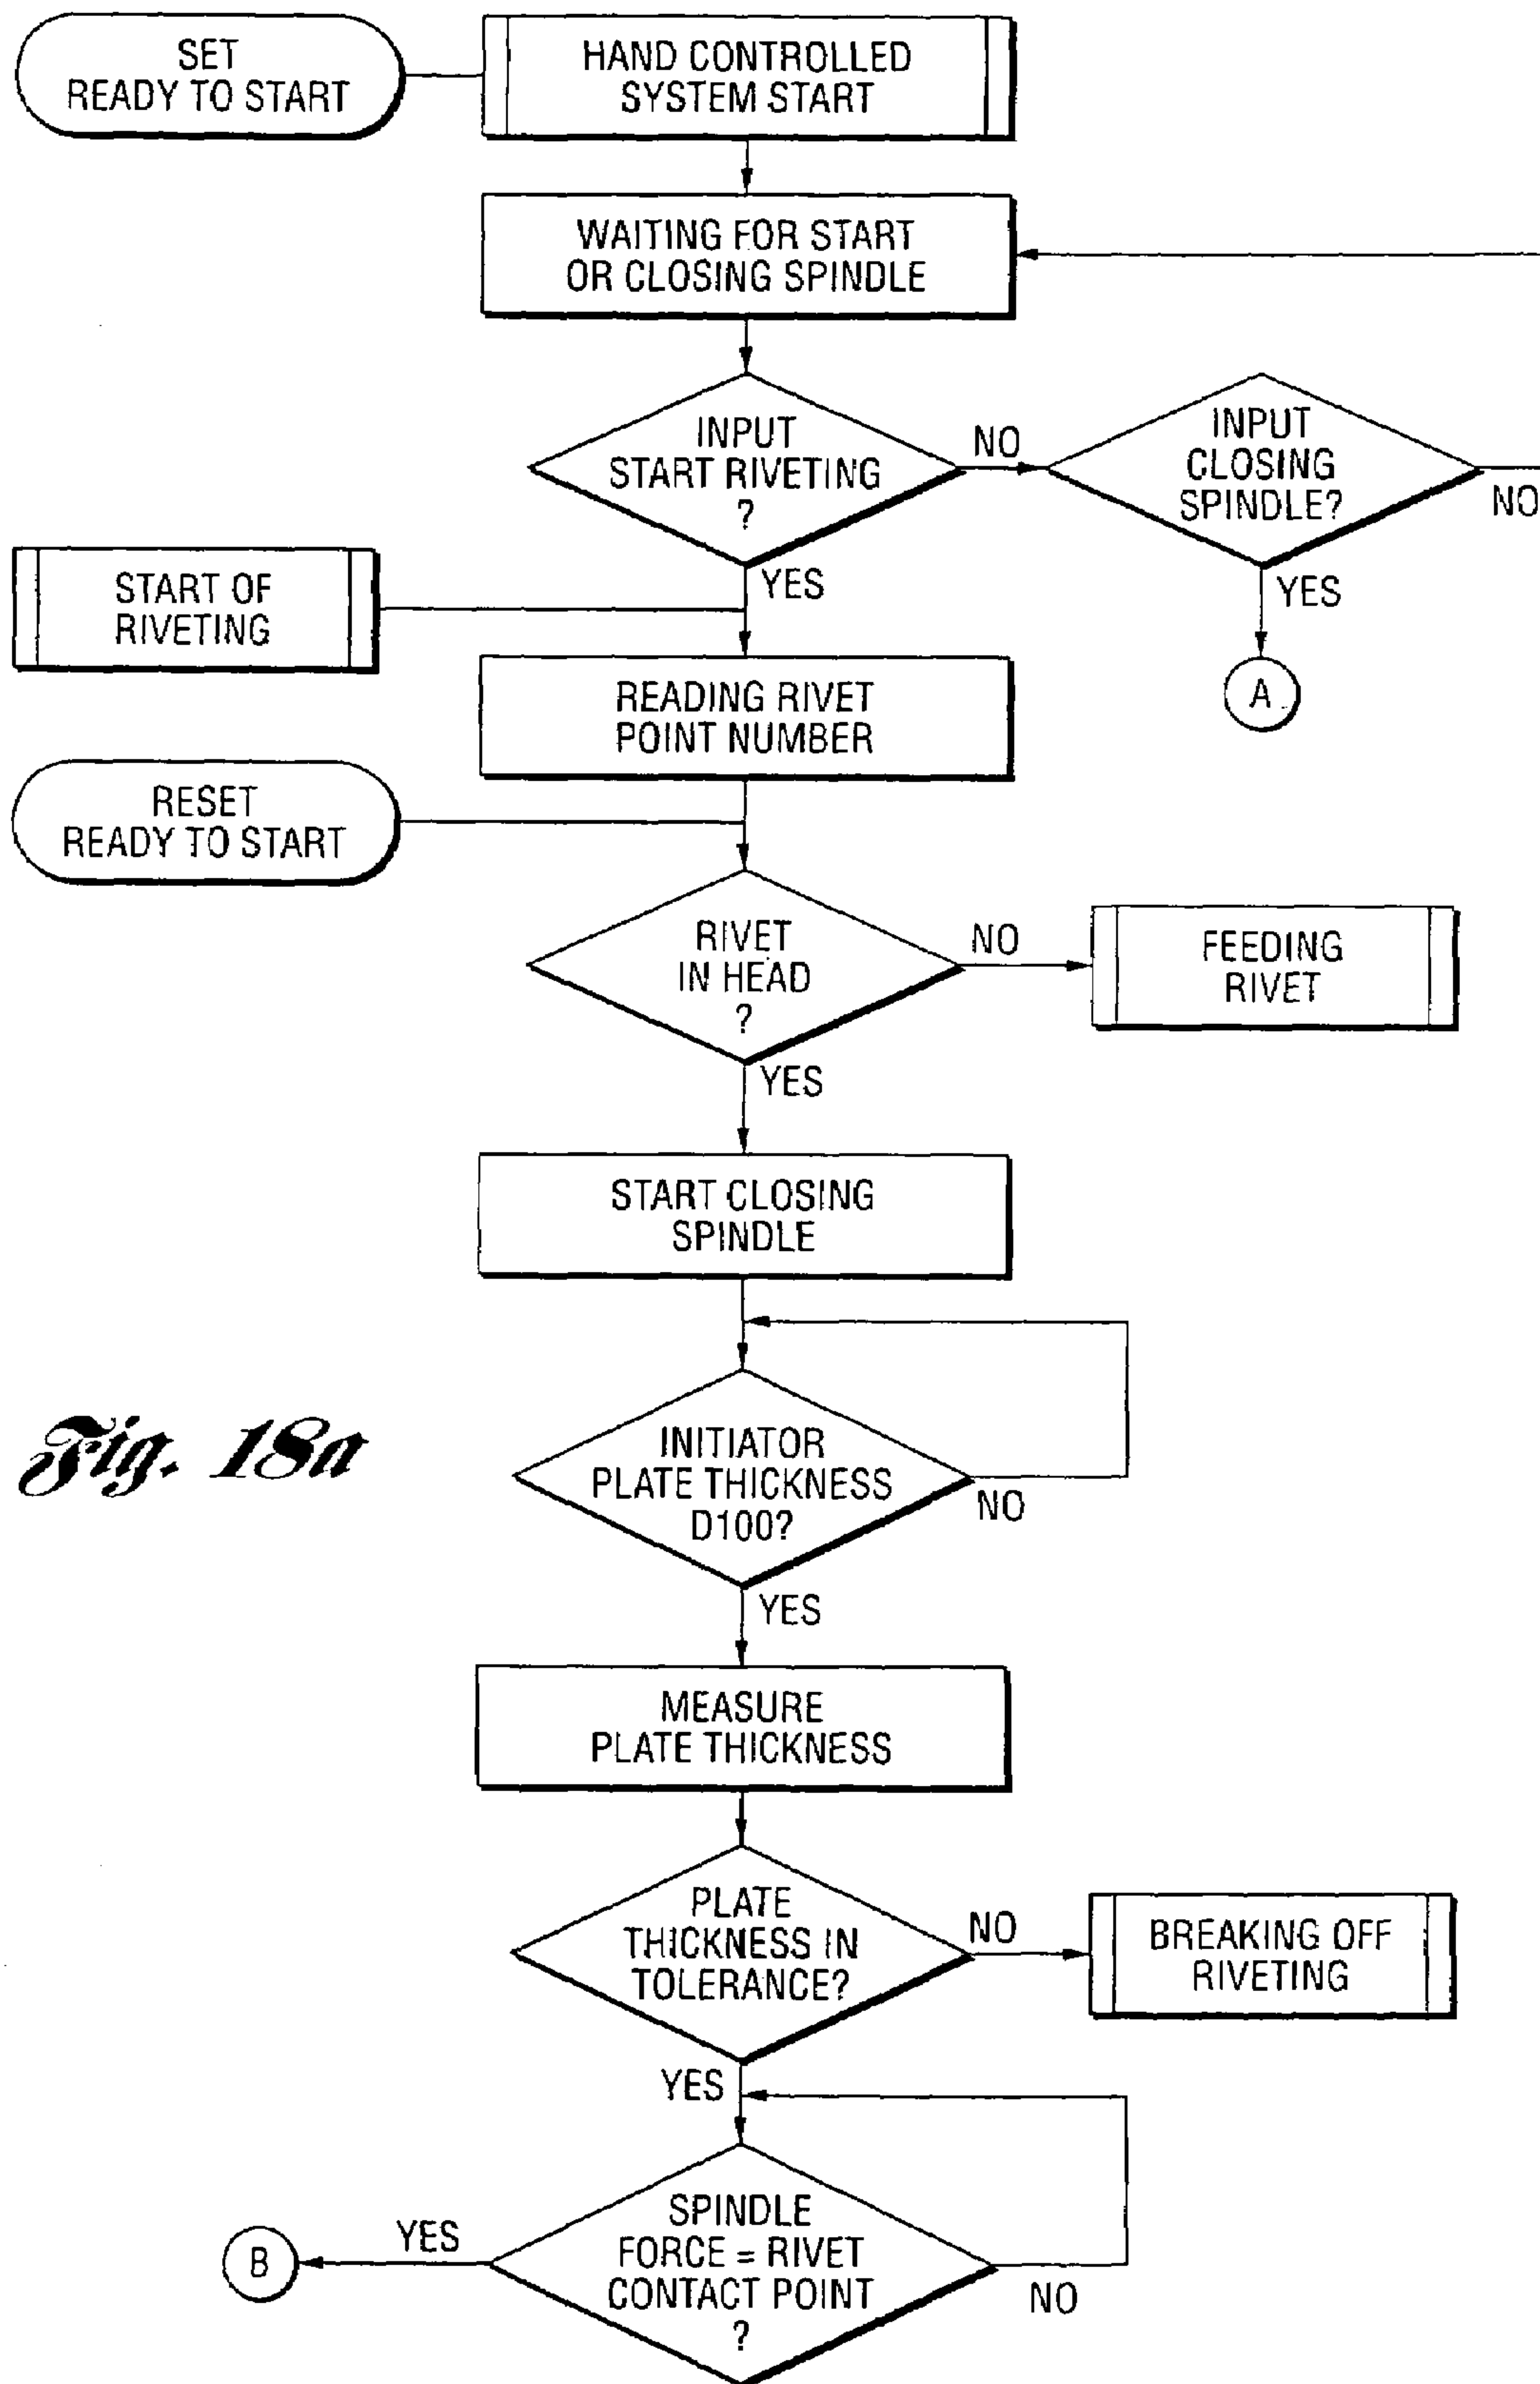 SET
READY TO START
HAND CONTROLLED
SYSTEM START
WAITING FOR START
OR CLOSING SPINDLE
INPUT
START RIVETING
?
NO
INPUT
CLOSING
SPINDLE?
NO
YES
YES
START OF
RIVETING
A
READING RIVET
POINT NUMBER
RESET
READY TO START
RIVET
IN HEAD
?
NO
FEEDING
RIVET
YES
START CLOSING
SPINDLE
INITIATOR
PLATE THICKNESS
D100?
NO
Fig. 18a
YES
MEASURE
PLATE THICKNESS
PLATE
THICKNESS IN
TOLERANCE?
NO
BREAKING OFF
RIVETING
YES
SPINDLE
FORCE = RIVET
CONTACT POINT
?
YES
B
NO